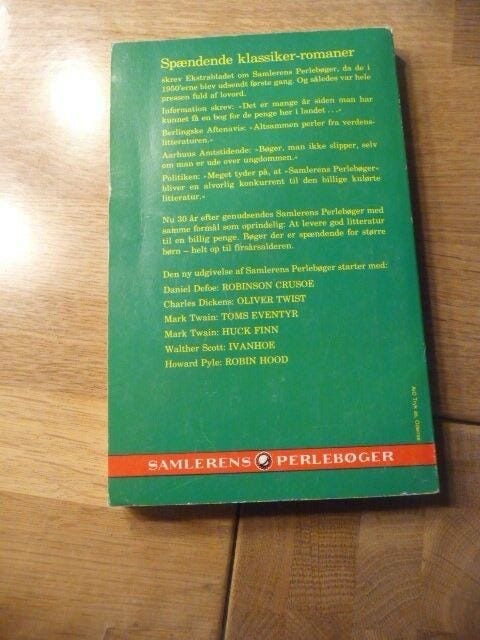 Spændende klassiker-romaner
skrev Ekstrabladet om Samlerens Perlebøger, da de i
1950'erne blev udsendt første gang. Og således var hele
pressen fuld af lovord.
Information skrev: »Det er mange år siden man har
kunnet få en bog for de penge her i landet . . .«
Berlingske Aftenavis: »Altsammen perler fra verdens-
litteraturen.«
Aarhuus Amtstidende: »Bøger, man ikke slipper, selv
om man er ude over ungdommen.«
Politiken: »Meget tyder på, at »Samlerens Perlebøger«
bliver en alvorlig konkurrent til den billige kulørte
litteratur.«
Nu 30 år efter genudsendes Samlerens Perlebøger med
samme formål som oprindelig: At levere god litteratur
til en billig penge. Bøger der er spændende for større
børn – helt op til firsårsalderen.
Den ny udgivelse af Samlerens Perlebøger starter med:
Daniel Defoe: ROBINSON CRUSOE
Charles Dickens: OLIVER TWIST
Mark Twain: TOMS EVENTYR
Mark Twain: HUCK FINN
Walther Scott: IVANHOE
Howard Pyle: ROBIN HOOD
AiO Tryk as, Odense
SAMLERENS PERLEBØGER